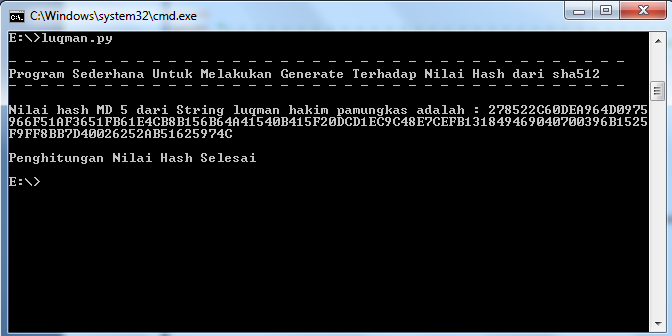 C:\Windows\system32\cmd.exe
E:\>luqman.py
- - - - - - - - - - - - - - - - - - - - - - - - - - - - - - - - - - - - - - -
Program Sederhana Untuk Melakukan Generate Terhadap Nilai Hash dari sha512
- - - - - - - - - - - - - - - - - - - - - - - - - - - - - - - - - - - - - - -
Nilai hash MD 5 dari String luqman hakim pamungkas adalah : 278522C60DEA964D0975
966F51AF3651FB61E4CB8B156B64A41540B415F20DCD1EC9C48E7CEFB131849469040700396B1525
F9FF8BB7D40026252AB51625974C
Penghitungan Nilai Hash Selesai
E:\>